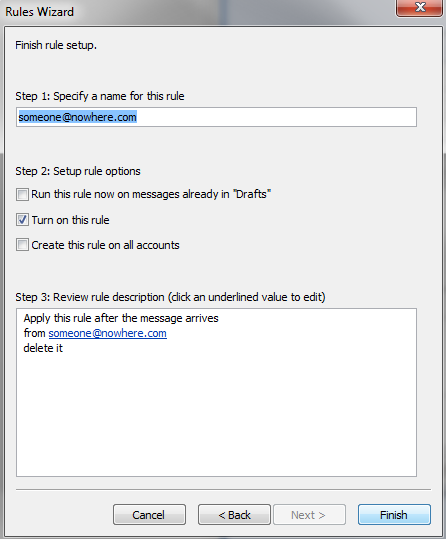 Rules Wizard
Finish rule setup.
Step 1: Specify a name for this rule
someone@nowhere.com
Step 2: Setup rule options
Run this rule now on messages already in "Drafts"
Turn on this rule
Create this rule on all accounts
Step 3: Review rule description (click an underlined value to edit)
Apply this rule after the message arrives
from someone@nowhere.com
delete it
Cancel
< Back
Next >
Finish